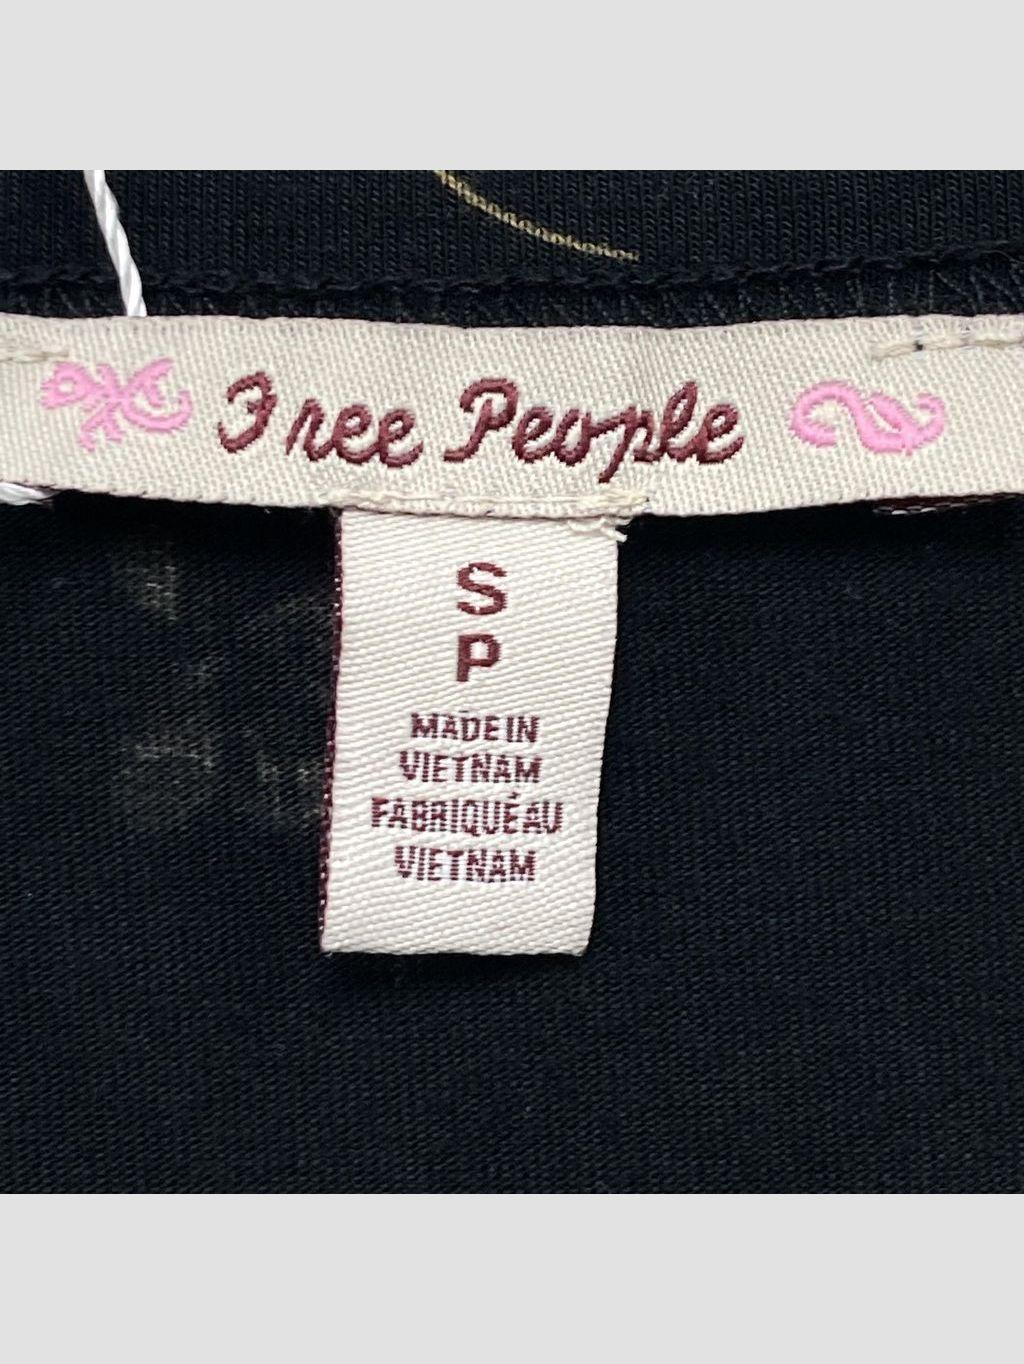 Free People
S
P
MADE IN
VIETNAM
FABRIQUÉ AU
VIETNAM